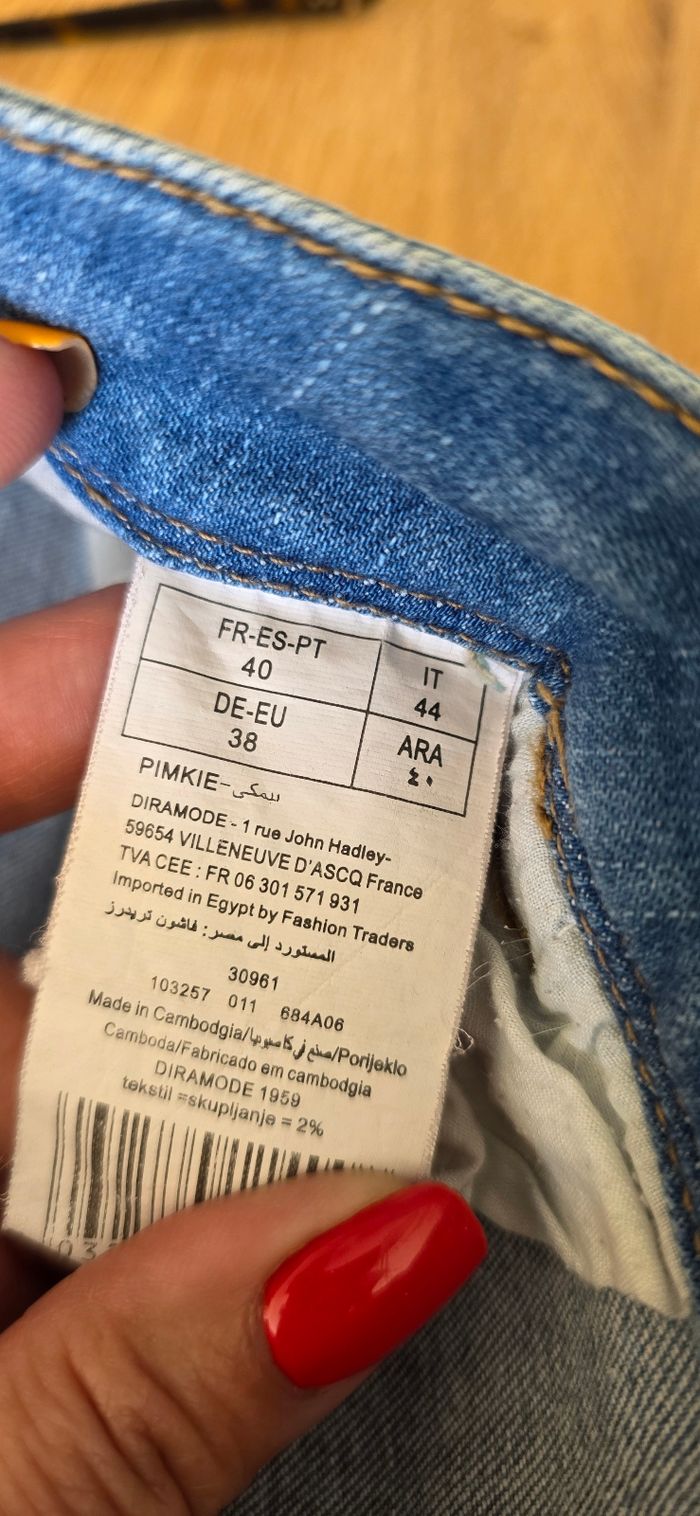 FR-ES-PT
40
IT
44
DE-EU
38
ARA
٤٠
PIMKIE-بيمكى
DIRAMODE - 1 rue John Hadley-
59654 VILLENEUVE D'ASCQ France
TVA CEE : FR 06 301 571 931
Imported in Egypt by Fashion Traders
المستورد إلى مصر: فاشون تريدرز
30961
103257 011 684A06
Made in Cambodgia/صنع في كامبوديا/Porijeklo
Camboda/Fabricado em cambodgia
DIRAMODE 1959
tekstil =skupljanje = 2%